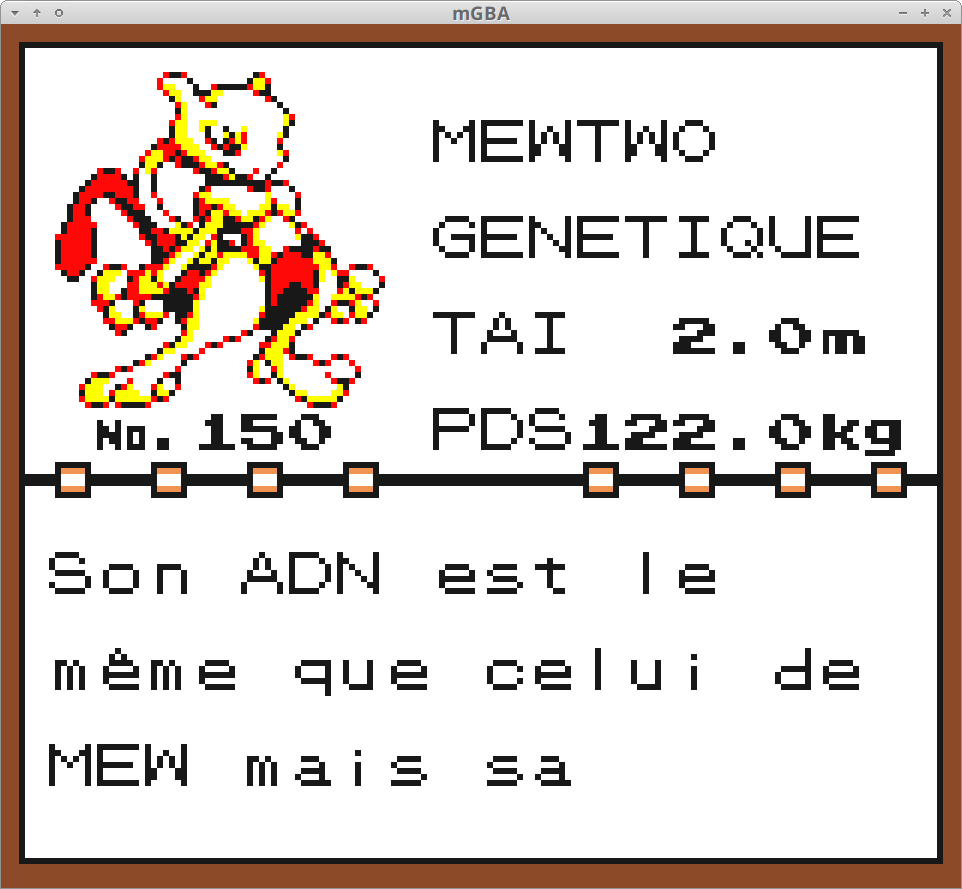 mGBA
MEWTWO
GENETIQUE
TAI 2.0m
PDS122.0kg
No.150
Son ADN est le
même que celui de
MEW mais sa